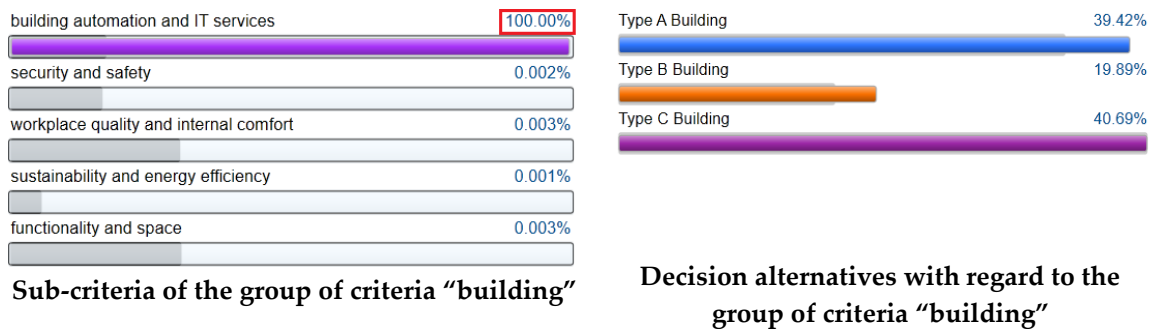 building automation and IT services 100.00%
security and safety 0.002%
workplace quality and internal comfort 0.003%
sustainability and energy efficiency 0.001%
functionality and space 0.003%
Sub-criteria of the group of criteria “building”
Type A Building 39.42%
Type B Building 19.89%
Type C Building 40.69%
Decision alternatives with regard to the
group of criteria “building”